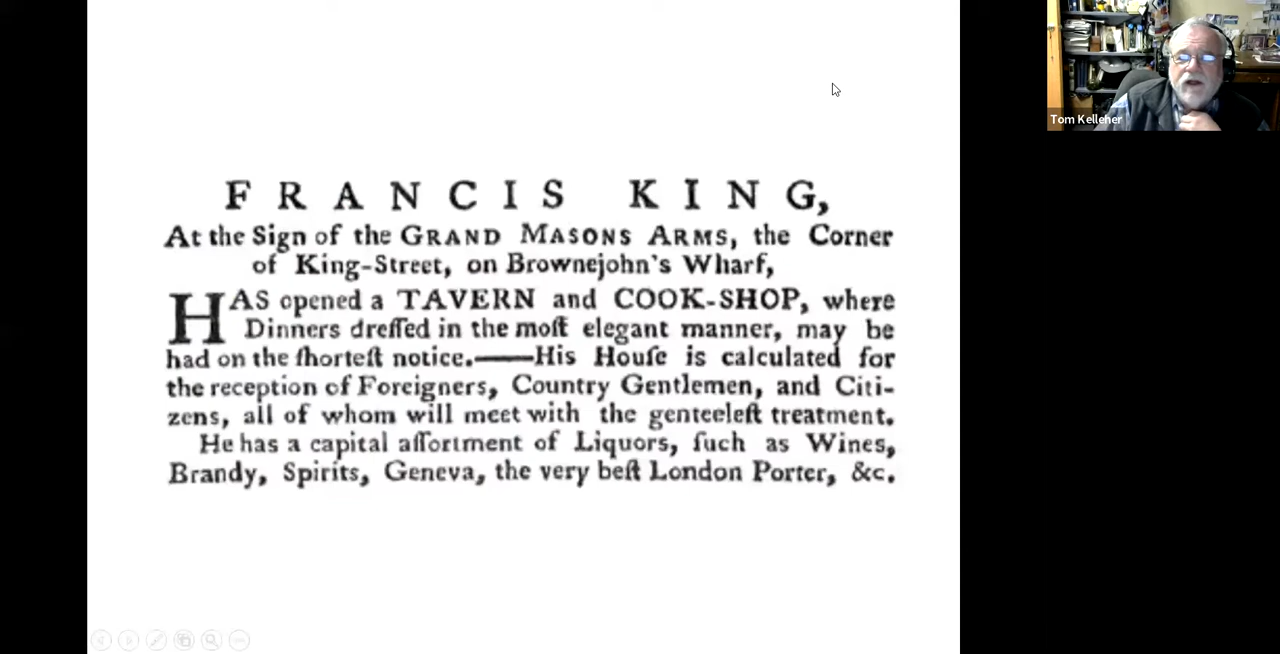 FRANCIS KING,
At the Sign of the GRAND MASONS ARMS, the Corner
of King-Street, on Brownejohn's Wharf,
HAS opened a TAVERN and COOK-SHOP, where
Dinners dreſſed in the moſt elegant manner, may be
had on the ſhorteſt notice.——His Houſe is calculated for
the reception of Foreigners, Country Gentlemen, and Citi-
zens, all of whom will meet with the genteeleſt treatment.
He has a capital aſſortment of Liquors, ſuch as Wines,
Brandy, Spirits, Geneva, the very beſt London Porter, &c.
Tom Kelleher